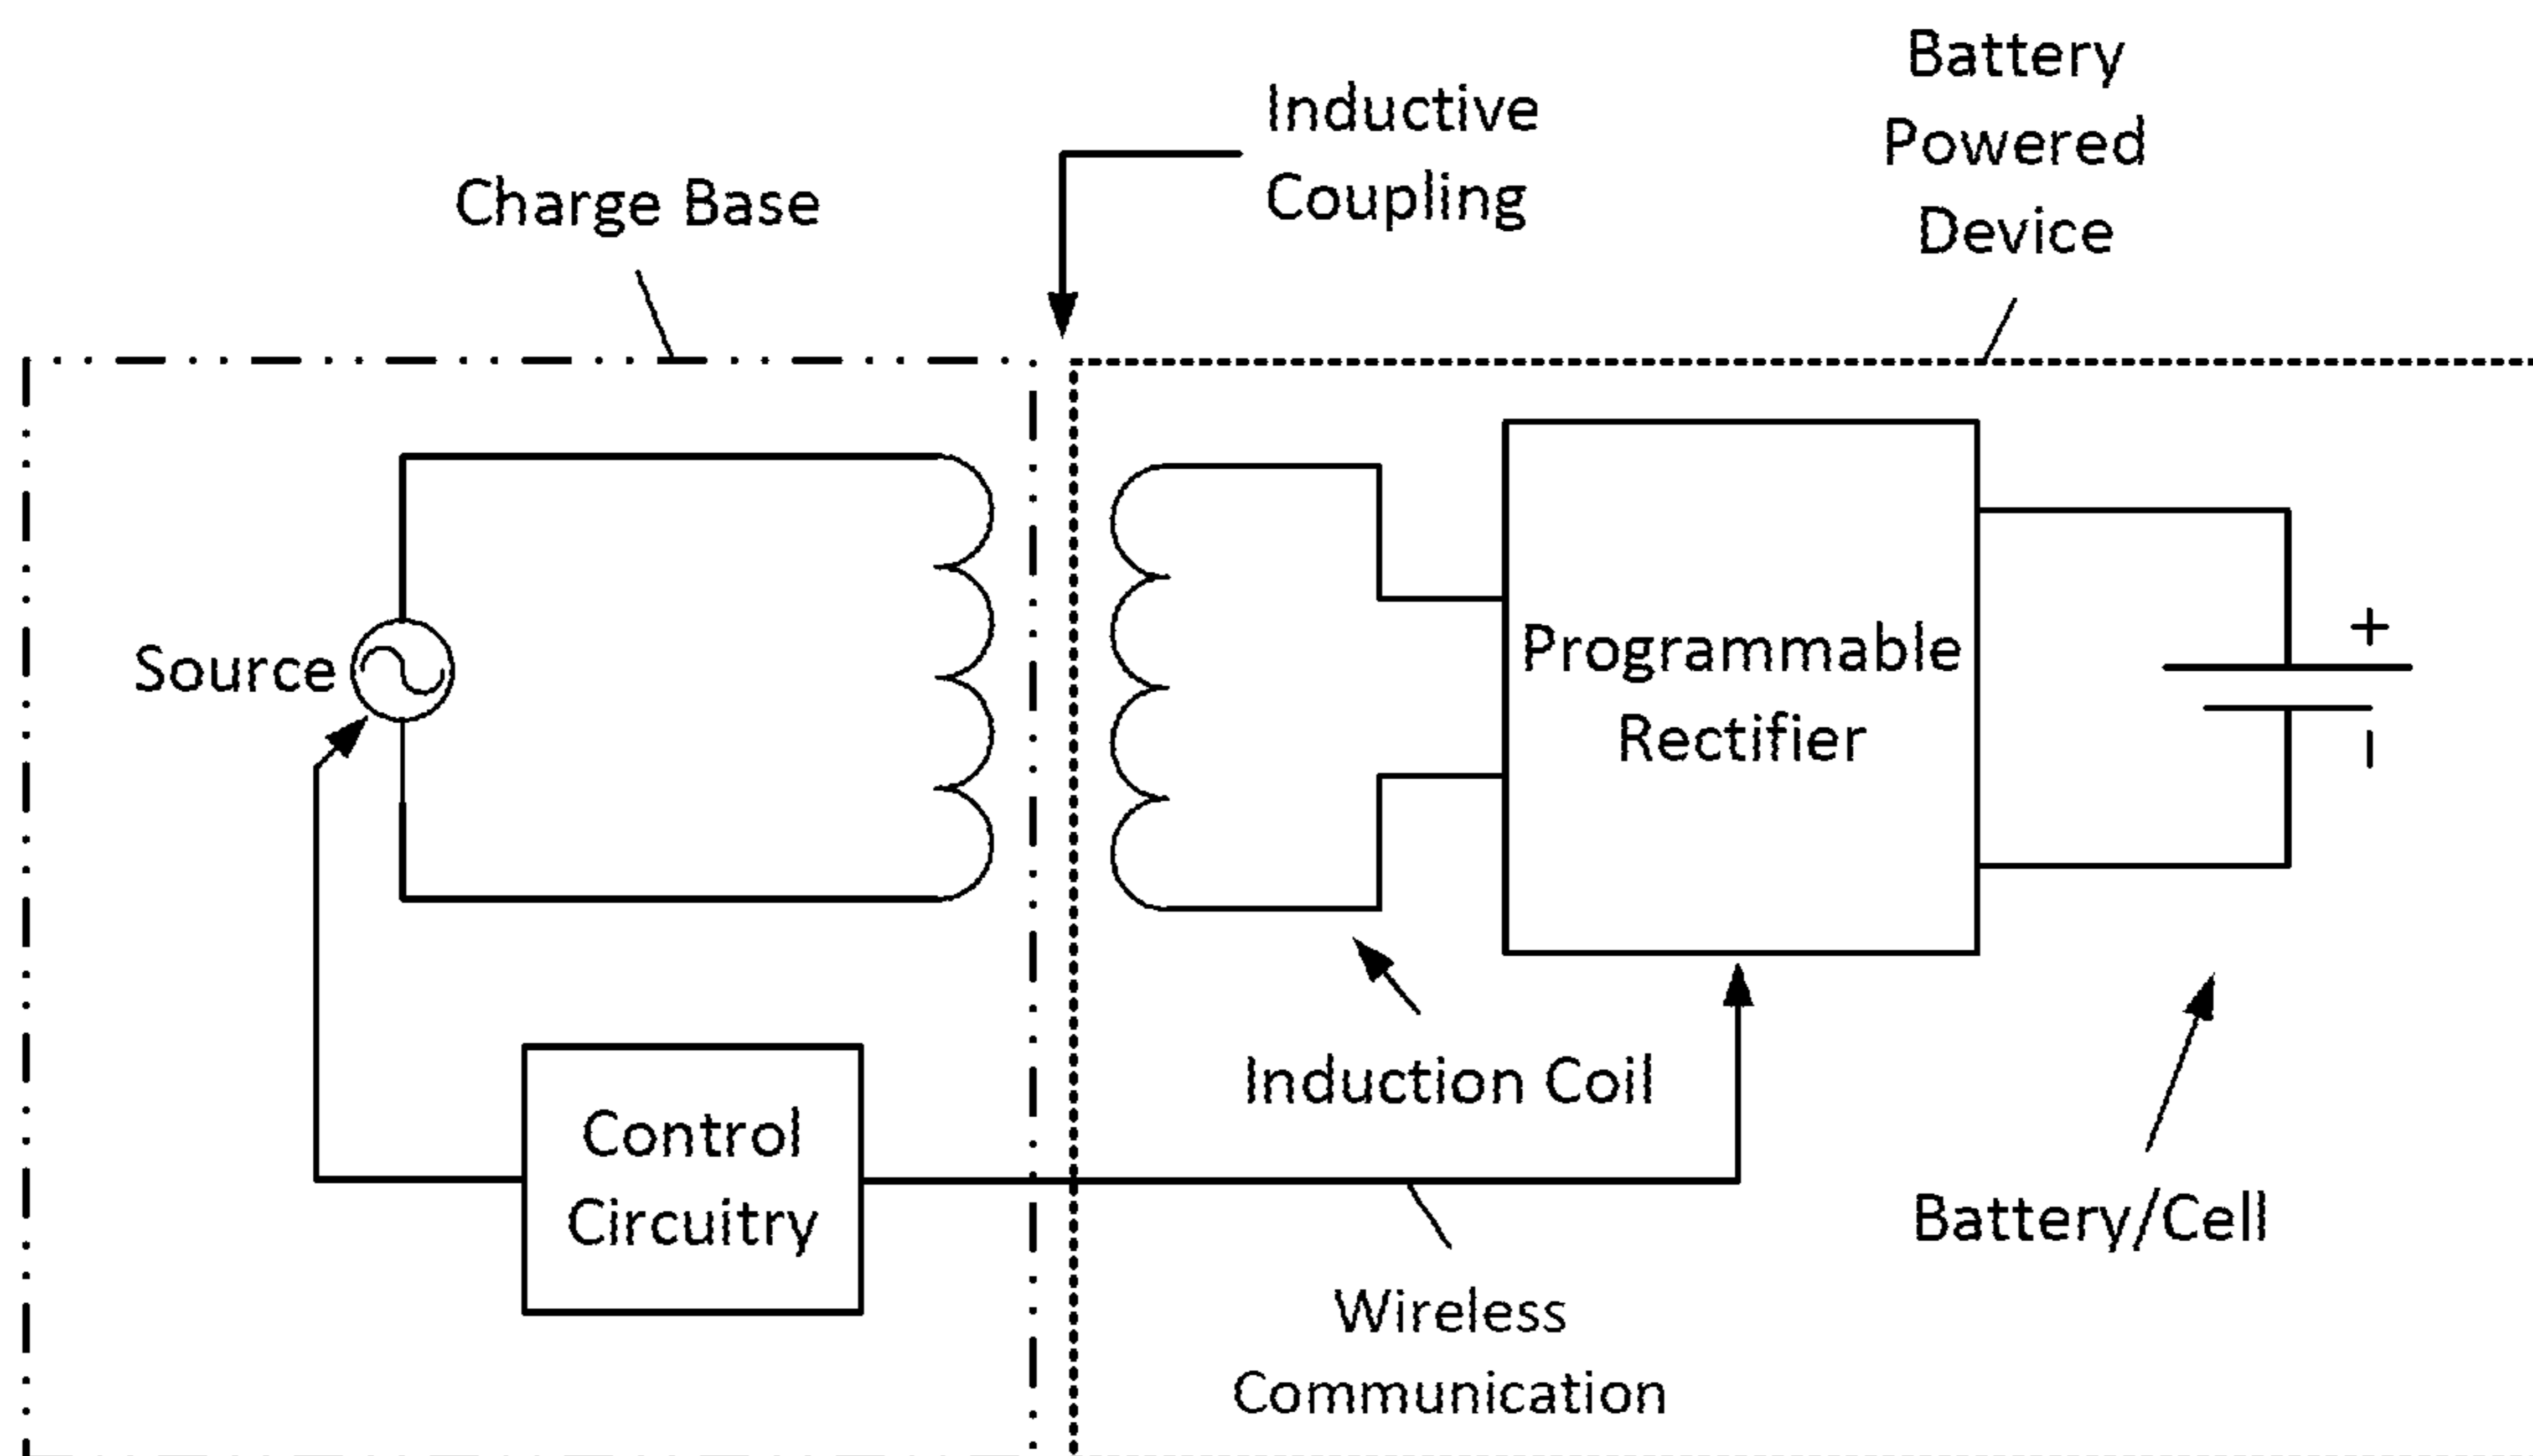 Battery
Powered
Device
Inductive
Coupling
Charge Base
Source
Programmable
Rectifier
+
–
Induction Coil
Control
Circuitry
Battery/Cell
Wireless
Communication